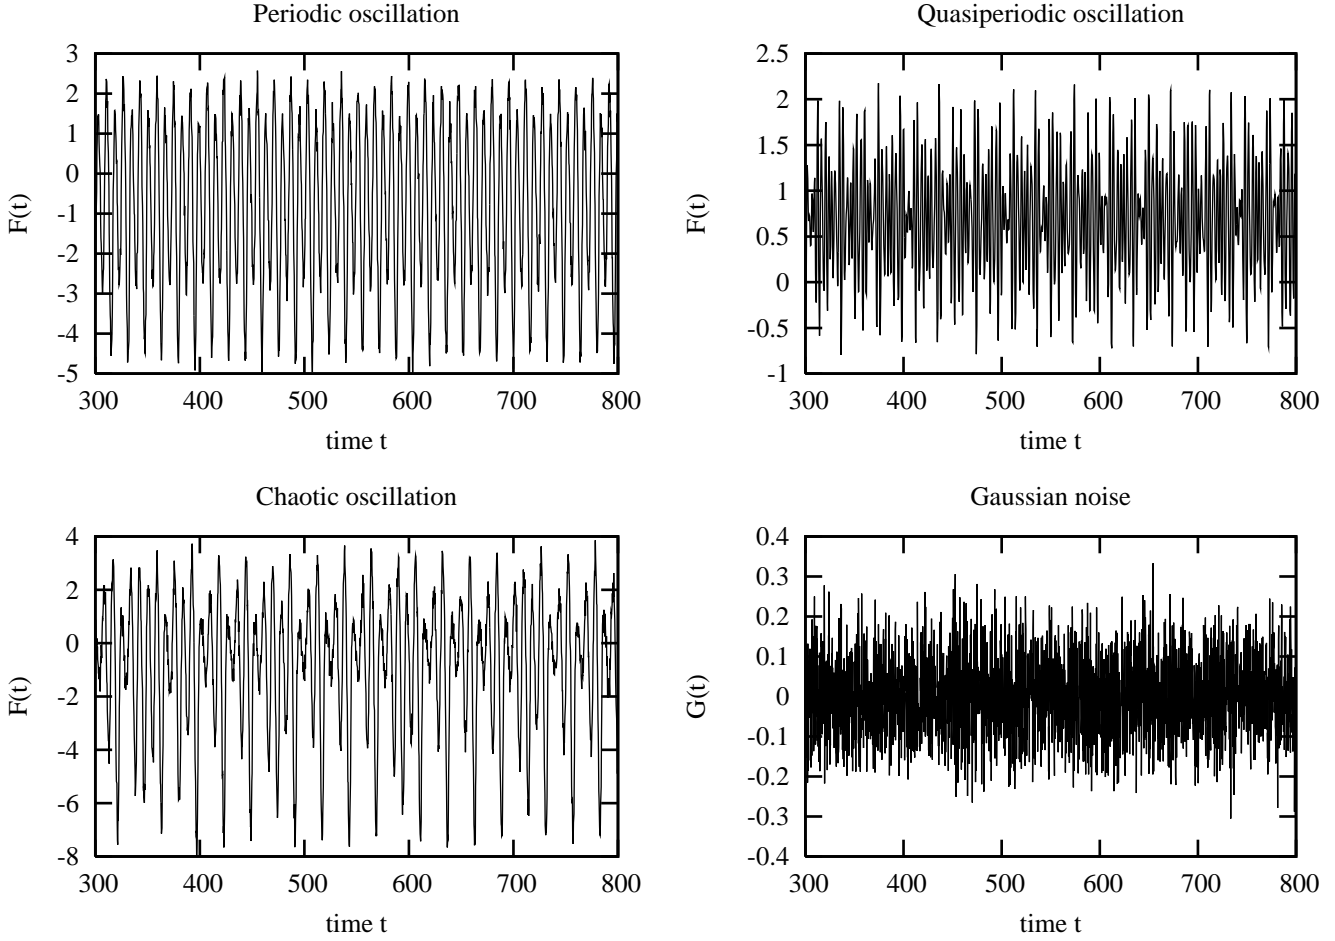 Periodic oscillation
3
2
1
0
-1
-2
-3
-4
-5
F(t)
300 400 500 600 700 800
time t
Quasiperiodic oscillation
2.5
2
1.5
1
0.5
0
-0.5
-1
F(t)
300 400 500 600 700 800
time t
Chaotic oscillation
4
2
0
-2
-4
-6
-8
F(t)
300 400 500 600 700 800
time t
Gaussian noise
0.4
0.3
0.2
0.1
0
-0.1
-0.2
-0.3
-0.4
G(t)
300 400 500 600 700 800
time t